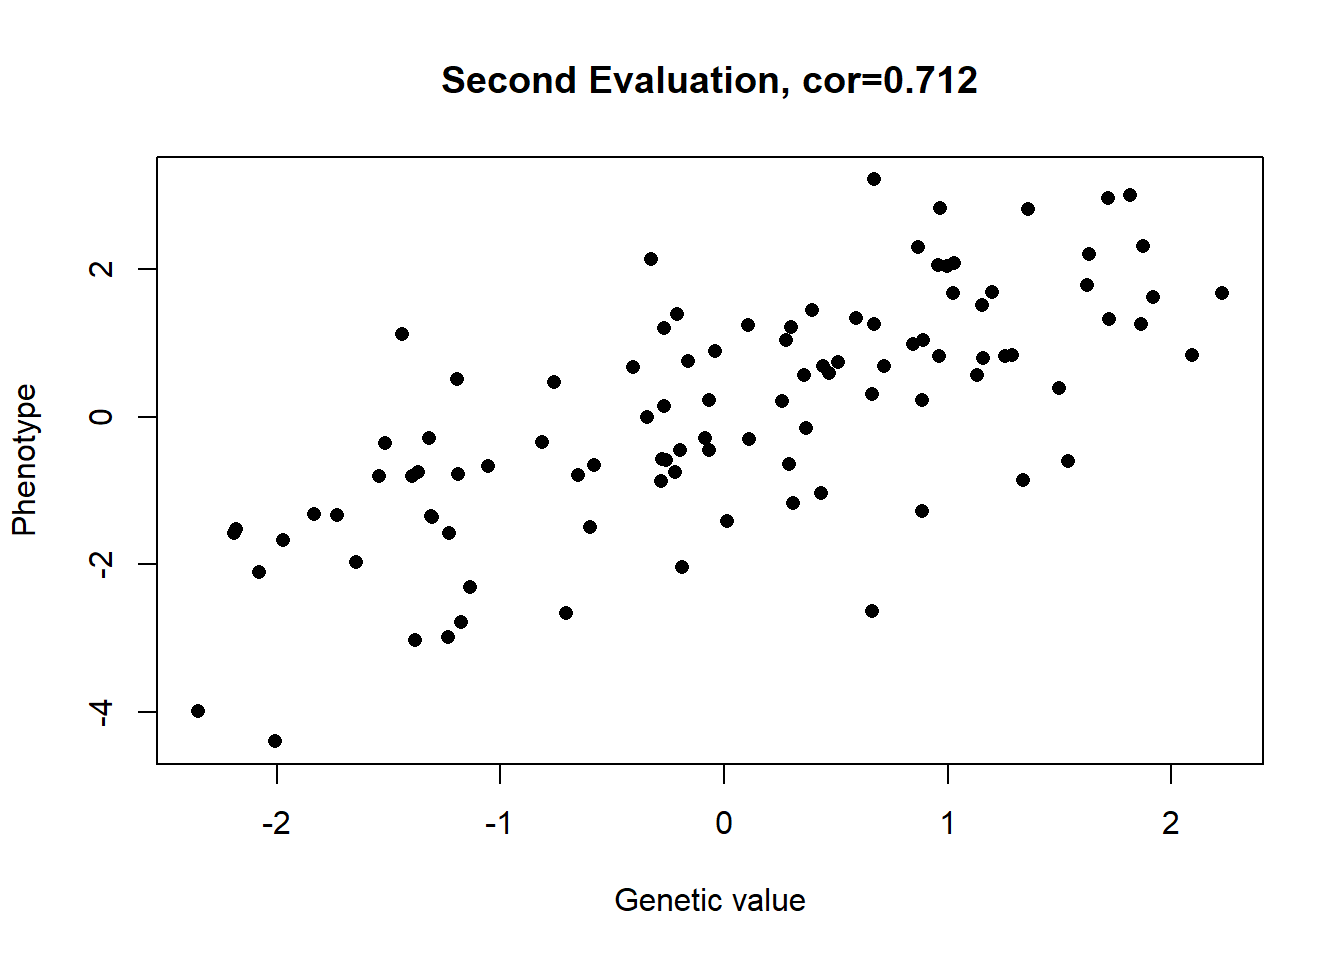 Second Evaluation, cor=0.712
Phenotype
2
0
-2
-4
-2 -1 0 1 2
Genetic value